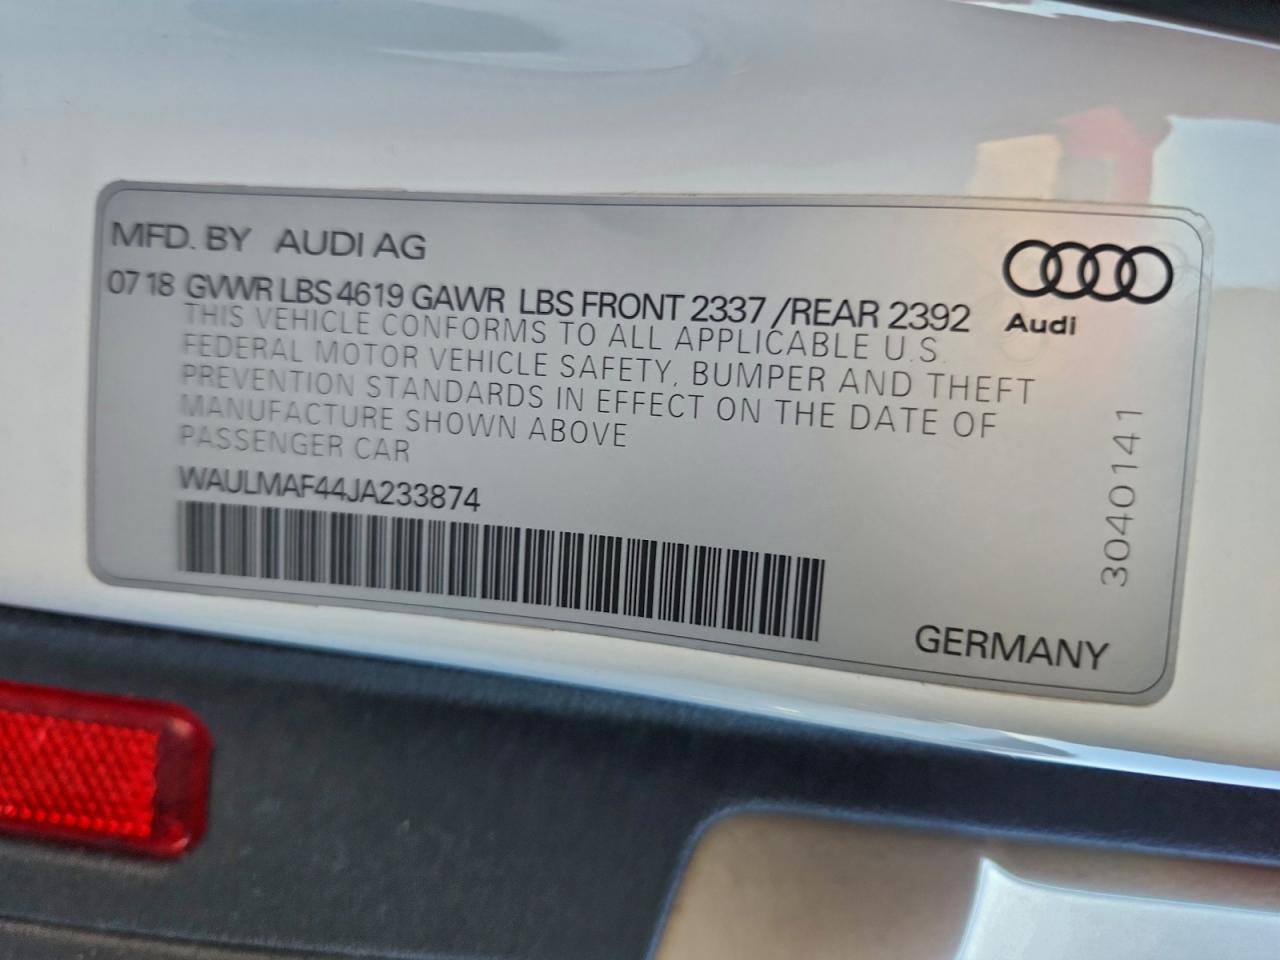 MFD. BY AUDI AG
07 18 GVWR LBS 4619 GAWR LBS FRONT 2337 /REAR 2392
THIS VEHICLE CONFORMS TO ALL APPLICABLE U.S.
FEDERAL MOTOR VEHICLE SAFETY, BUMPER AND THEFT
PREVENTION STANDARDS IN EFFECT ON THE DATE OF
MANUFACTURE SHOWN ABOVE
PASSENGER CAR
WAULMAF44JA233874
Audi
3040141
GERMANY